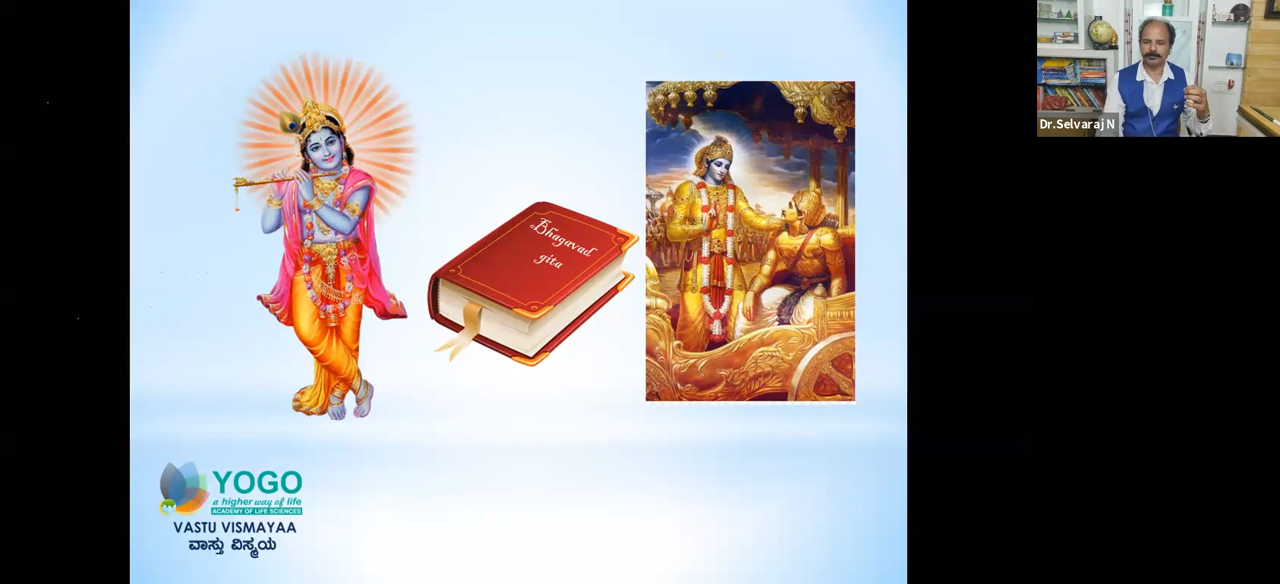 Dr.Selvaraj N
Bhagavad
gita
YOGO
a higher way of life
ACADEMY OF LIFE SCIENCES
VASTU VISMAYAA
ವಾಸ್ತು ವಿಸ್ಮಯ